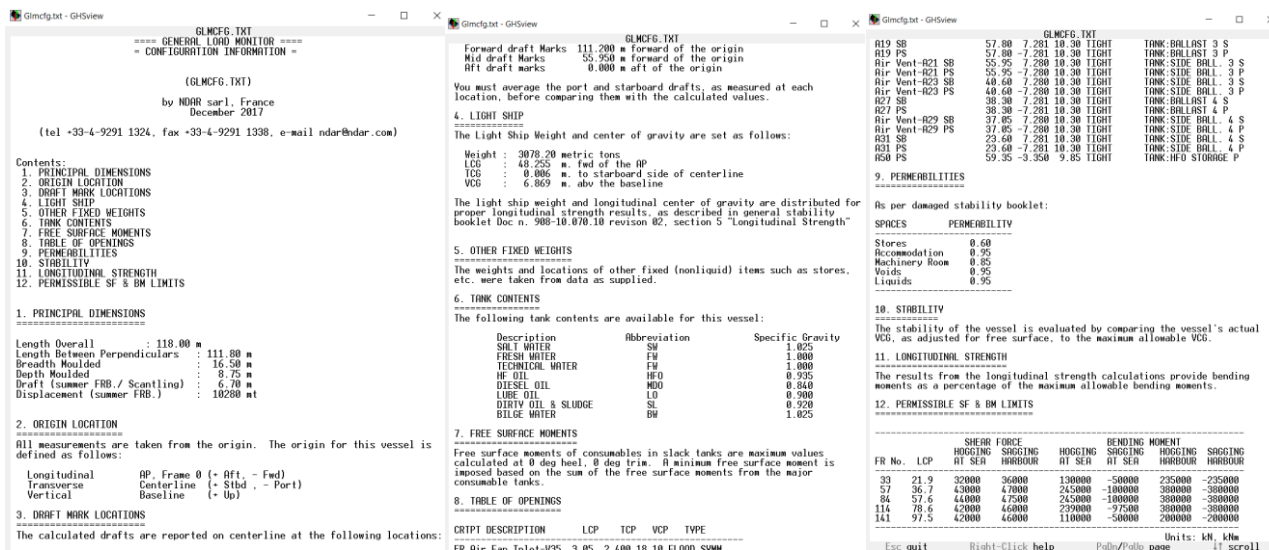 Glmcfg.txt - GHSview
GLMCFG.TXT
==== GENERAL LOAD MONITOR ====
= CONFIGURATION INFORMATION =
(GLMCFG.TXT)
by NDAR sarl, France
December 2017
(tel +33-4-9291 1324, fax +33-4-9291 1338, e-mail ndar@ndar.com)
Contents:
1. PRINCIPAL DIMENSIONS
2. ORIGIN LOCATION
3. DRAFT MARK LOCATIONS
4. LIGHT SHIP
5. OTHER FIXED WEIGHTS
6. TANK CONTENTS
7. FREE SURFACE MOMENTS
8. TABLE OF OPENINGS
9. PERMEABILITIES
10. STABILITY
11. LONGITUDINAL STRENGTH
12. PERMISSIBLE SF & BM LIMITS
1. PRINCIPAL DIMENSIONS
=======================
Length Overall : 118.00 m
Length Between Perpendiculars : 111.80 m
Breadth Moulded : 16.50 m
Depth Moulded : 8.75 m
Draft (summer FRB./ Scantling) : 6.70 m
Displacement (summer FRB.) : 10280 mt
2. ORIGIN LOCATION
===================
All measurements are taken from the origin. The origin for this vessel is
defined as follows:
Longitudinal AP, Frame 0 (+ Aft, - Fwd)
Transverse Centerline (+ Stbd , - Port)
Vertical Baseline (+ Up)
3. DRAFT MARK LOCATIONS
=======================
The calculated drafts are reported on centerline at the following locations:
Glmcfg.txt - GHSview
GLMCFG.TXT
Forward draft Marks 111.200 m forward of the origin
Mid draft Marks 55.950 m forward of the origin
Aft draft Marks 0.000 m aft of the origin
You must average the port and starboard drafts, as measured at each
location, before comparing them with the calculated values.
4. LIGHT SHIP
=============
The Light Ship Weight and center of gravity are set as follows:
Weight : 3078.20 metric tons
LCG : 48.255 m. fwd of the AP
TCG : 0.006 m. to starboard side of centerline
VCG : 6.869 m. abv the baseline
The light ship weight and longitudinal center of gravity are distributed for
proper longitudinal strength results, as described in general stability
booklet Doc n. 908-10.070.10 revison 02, section 5 "Longitudinal Strength"
5. OTHER FIXED WEIGHTS
======================
The weights and locations of other fixed (nonliquid) items such as stores,
etc. were taken from data as supplied.
6. TANK CONTENTS
================
The following tank contents are available for this vessel:
Description Abbreviation Specific Gravity
SALT WATER SW 1.025
FRESH WATER FW 1.000
TECHNICAL WATER FW 1.000
HF OIL HFO 0.935
DIESEL OIL MDO 0.840
LUBE OIL LO 0.900
DIRTY OIL & SLUDGE SL 0.920
BILGE WATER BW 1.025
7. FREE SURFACE MOMENTS
=======================
Free surface moments of consumables in slack tanks are maximum values
calculated at 0 deg heel, 0 deg trim. A minimum free surface moment is
imposed based on the sum of the free surface moments from the major
consumable tanks.
8. TABLE OF OPENINGS
====================
CRTPT DESCRIPTION LCP TCP VCP TYPE
Glmcfg.txt - GHSview
GLMCFG.TXT
A19 SB 57.80 7.281 10.30 TIGHT TANK:BALLAST 3 S
A19 PS 57.80 -7.281 10.30 TIGHT TANK:BALLAST 3 P
Air Vent-A21 SB 55.95 7.280 10.30 TIGHT TANK:SIDE BALL. 3 S
Air Vent-A21 PS 55.95 -7.280 10.30 TIGHT TANK:SIDE BALL. 3 P
Air Vent-A23 SB 40.60 7.280 10.30 TIGHT TANK:SIDE BALL. 3 S
Air Vent-A23 PS 40.60 -7.280 10.30 TIGHT TANK:SIDE BALL. 3 P
A27 SB 38.30 7.281 10.30 TIGHT TANK:BALLAST 4 S
A27 PS 38.30 -7.281 10.30 TIGHT TANK:BALLAST 4 P
Air Vent-A29 SB 37.05 7.280 10.30 TIGHT TANK:SIDE BALL. 4 S
Air Vent-A29 PS 37.05 -7.280 10.30 TIGHT TANK:SIDE BALL. 4 P
A31 SB 23.60 7.281 10.30 TIGHT TANK:SIDE BALL. 4 S
A31 PS 23.60 -7.281 10.30 TIGHT TANK:SIDE BALL. 4 P
A50 PS 59.35 -3.350 9.85 TIGHT TANK:HFO STORAGE P
9. PERMEABILITIES
=================
As per damaged stability booklet:
SPACES PERMEABILITY
Stores 0.60
Accommodation 0.95
Machinery Room 0.85
Voids 0.95
Liquids 0.95
10. STABILITY
============
The stability of the vessel is evaluated by comparing the vessel's actual
VCG, as adjusted for free surface, to the maximum allowable VCG.
11. LONGITUDINAL STRENGTH
=========================
The results from the longitudinal strength calculations provide bending
moments as a percentage of the maximum allowable bending moments.
12. PERMISSIBLE SF & BM LIMITS
==============================
SHEAR FORCE BENDING MOMENT
HOGGING SAGGING HOGGING SAGGING HOGGING SAGGING
FR No. LCP AT SEA HARBOUR AT SEA AT SEA HARBOUR HARBOUR
33 21.9 32000 36000 130000 -50000 235000 -235000
57 36.7 43000 47000 245000 -100000 380000 -380000
84 57.6 44000 47500 245000 -100000 380000 -380000
114 78.6 42000 46000 239000 -97500 380000 -380000
141 97.5 42000 46000 110000 -50000 200000 -200000
Units: kN, kNm
Esc quit Right-Click help PgDn/PgUp page ↓↑ scroll